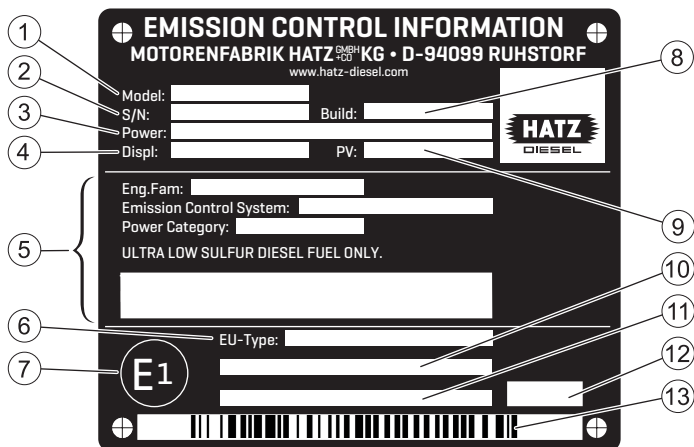 EMISSION CONTROL INFORMATION
MOTORENFABRIK HATZ GMBH +CO KG • D-94099 RUHSTORF
www.hatz-diesel.com
1
Model:
2
S/N:
Build:
8
3
Power:
4
Displ:
PV:
9
HATZ
DIESEL
5
Eng.Fam:
Emission Control System:
Power Category:
ULTRA LOW SULFUR DIESEL FUEL ONLY.
6
EU-Type:
10
11
7
E1
12
13